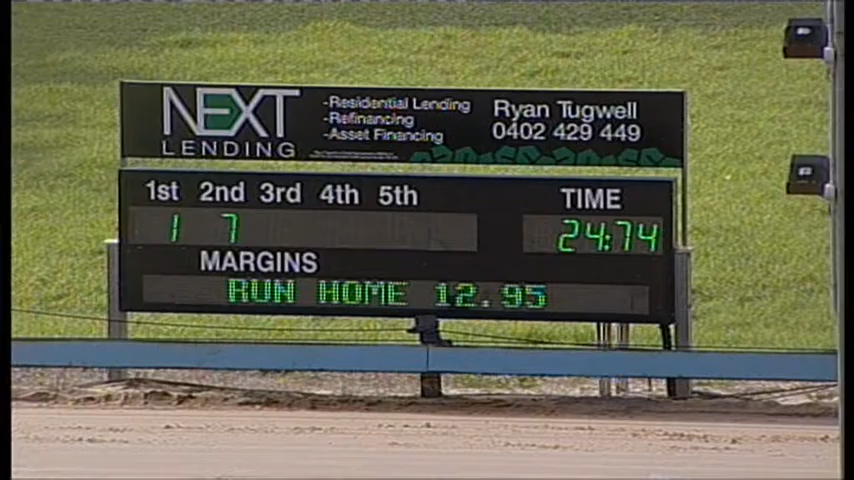 NEXT
LENDING
-Residential Lending
-Refinancing
-Asset Financing
Ryan Tugwell
0402 429 449
1st 2nd 3rd 4th 5th TIME
1 7 24:74
MARGINS
RUN HOME 12.95